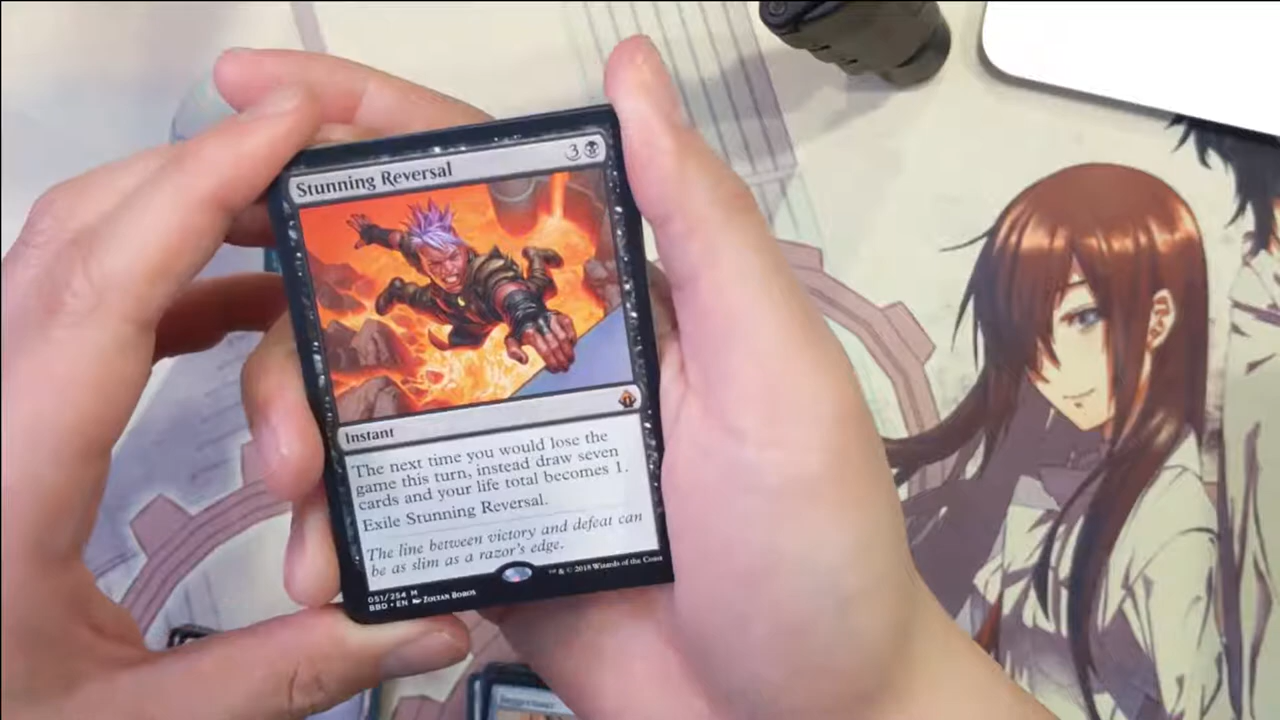 Stunning Reversal 3
Instant
The next time you would lose the
game this turn, instead draw seven
cards and your life total becomes 1.
Exile Stunning Reversal.
The line between victory and defeat can
be as slim as a razor's edge.
051/254 M
BBD • EN Zoltan Boros
™ & © 2018 Wizards of the Coast